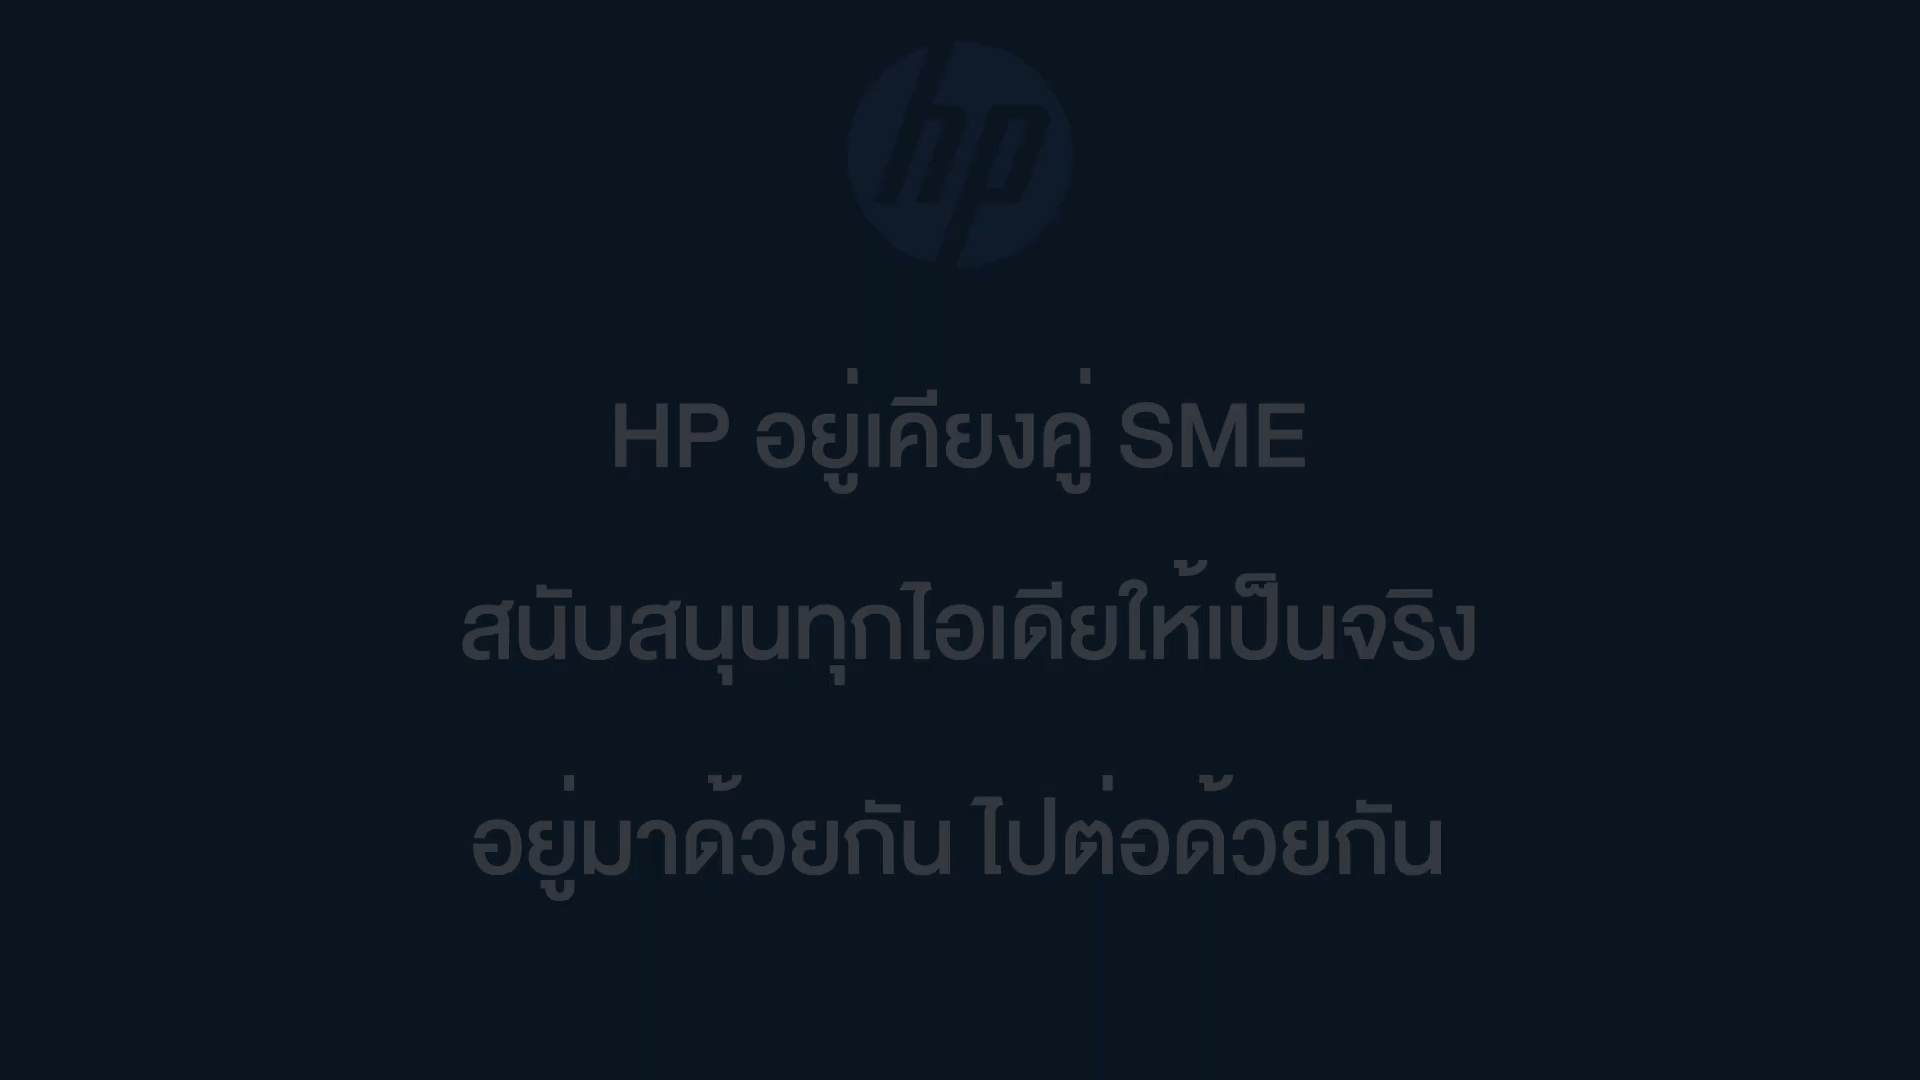 hp
HP อยู่เคียงคู่ SME
สนับสนุนทุกไอเดียให้เป็นจริง
อยู่มาด้วยกัน ไปต่อด้วยกัน